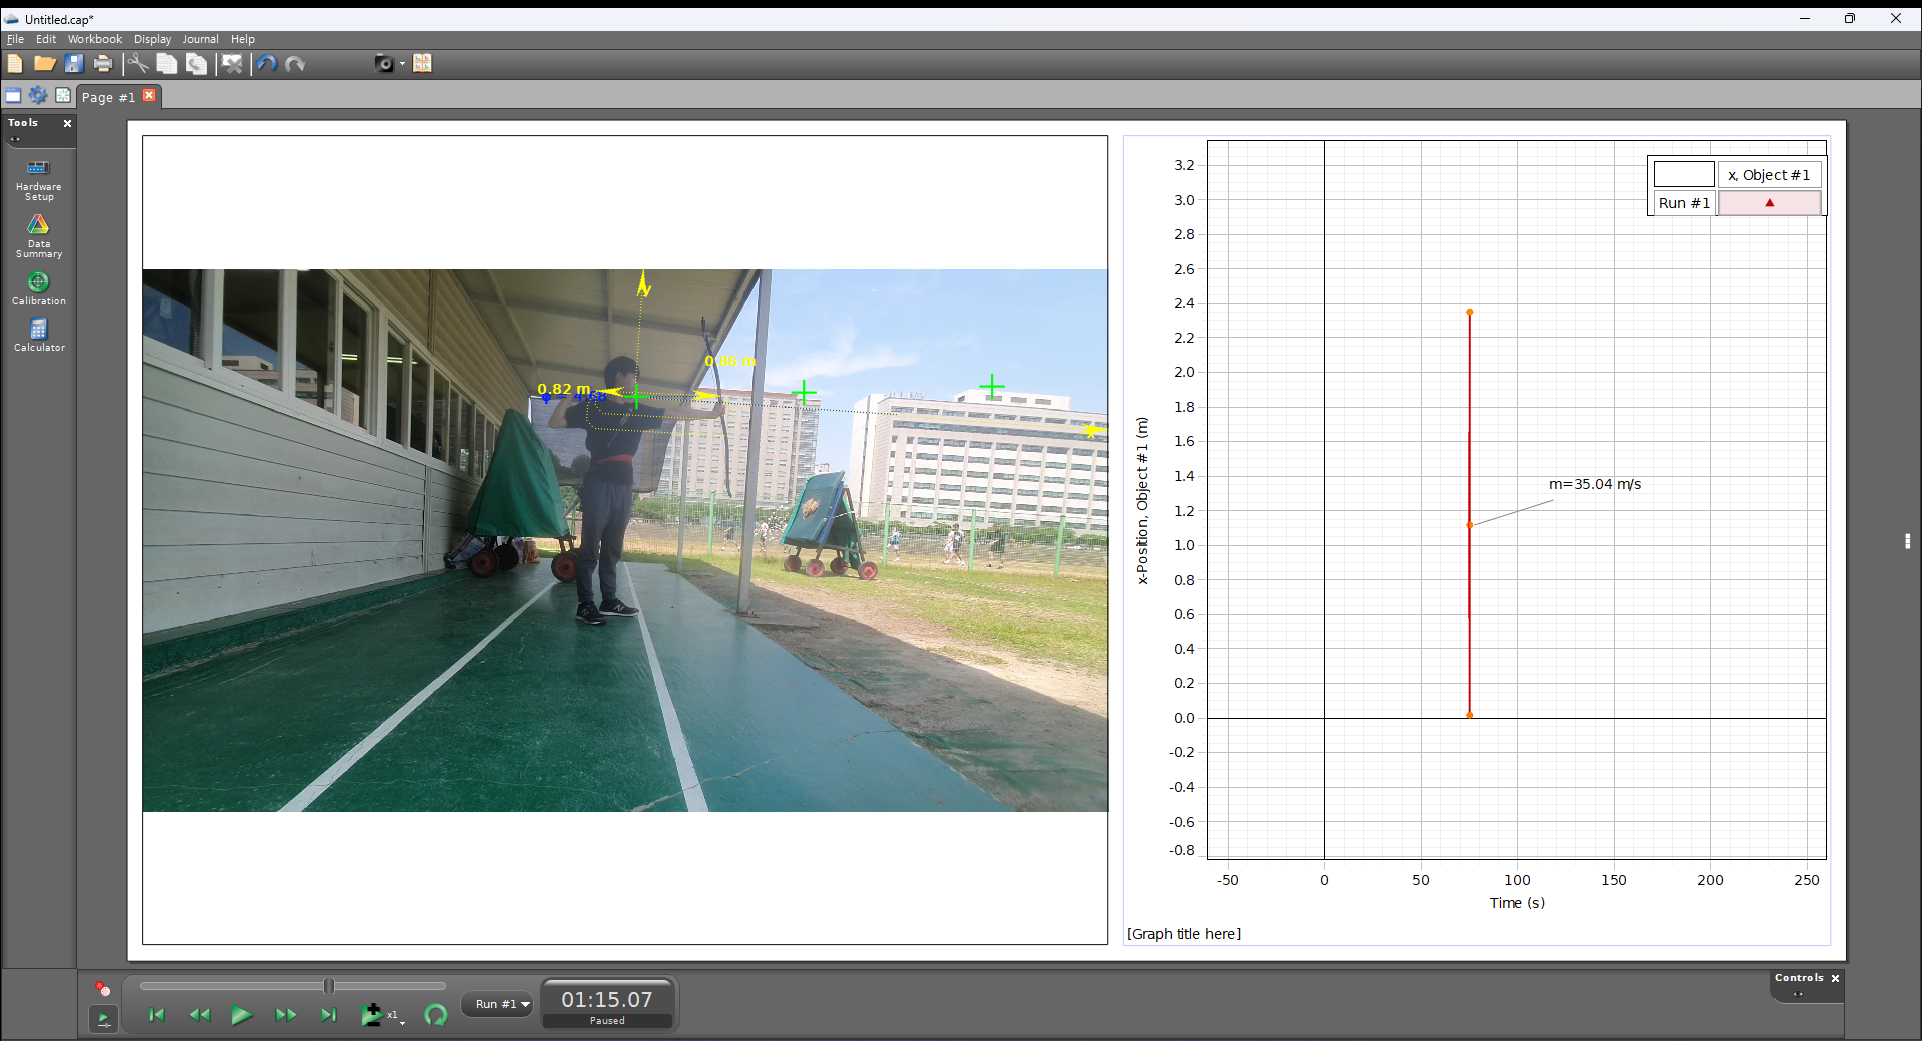 Untitled.cap*
File Edit Workbook Display Journal Help
Page #1
Tools
Hardware
Setup
Data
Summary
Calibration
Calculator
y
0.86 m
0.82 m
x-Position, Object #1 (m)
3.2
3.0
2.8
2.6
2.4
2.2
2.0
1.8
1.6
1.4
1.2
1.0
0.8
0.6
0.4
0.2
0.0
-0.2
-0.4
-0.6
-0.8
x, Object #1
Run #1
m=35.04 m/s
-50 0 50 100 150 200 250
Time (s)
[Graph title here]
x1
Run #1
01:15.07
Paused
Controls